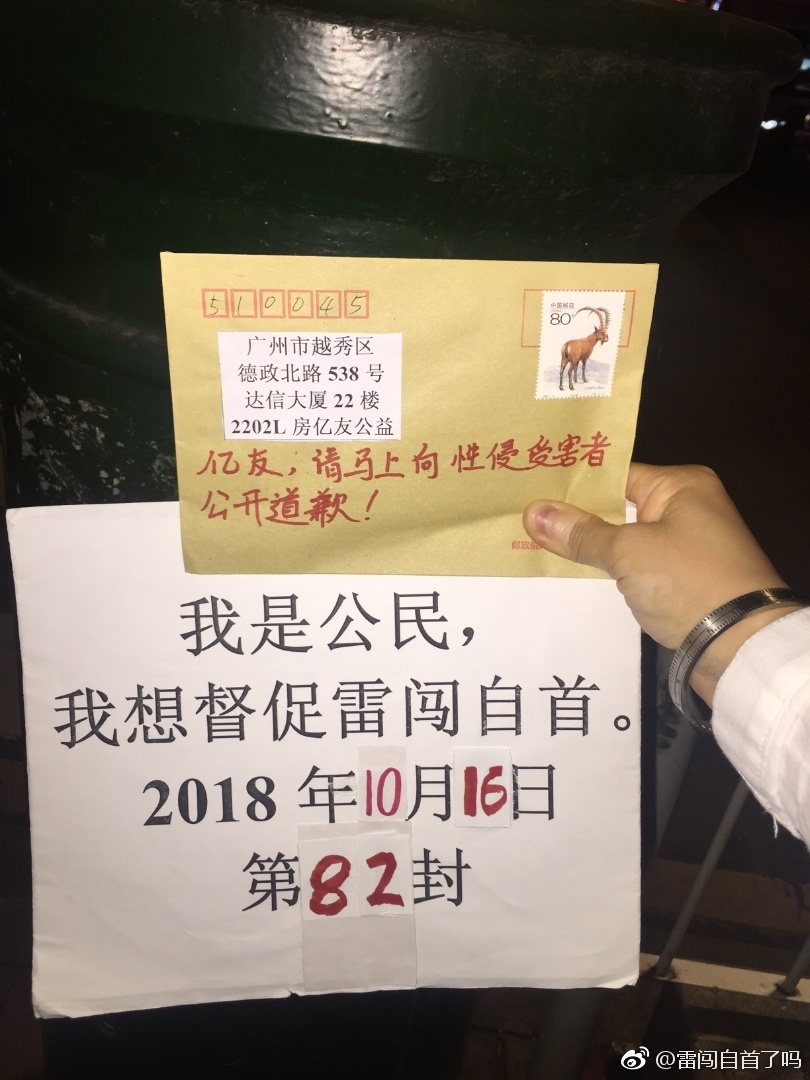 510045
中国邮政
80分
广州市越秀区
德政北路 538 号
达信大厦 22 楼
2202L 房亿友公益
亿友，请马上向性侵受害者
公开道歉！
我是公民，
我想督促雷闯自首。
2018 年10月16日
第82封
@雷闯自首了吗